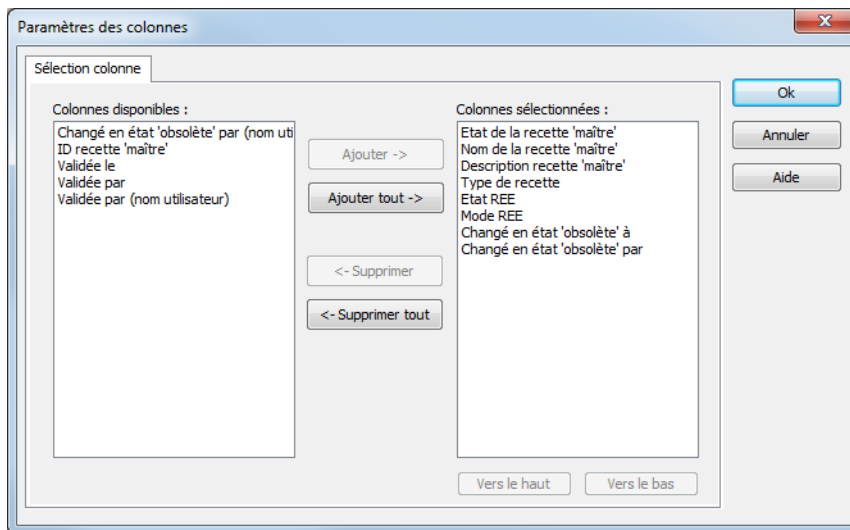 Paramètres des colonnes
Sélection colonne
Colonnes disponibles :
Changé en état 'obsolète' par (nom uti
ID recette 'maître'
Validée le
Validée par
Validée par (nom utilisateur)
Ajouter ->
Ajouter tout ->
<- Supprimer
<- Supprimer tout
Colonnes sélectionnées :
Etat de la recette 'maître'
Nom de la recette 'maître'
Description recette 'maître'
Type de recette
Etat REE
Mode REE
Changé en état 'obsolète' à
Changé en état 'obsolète' par
Vers le haut
Vers le bas
Ok
Annuler
Aide